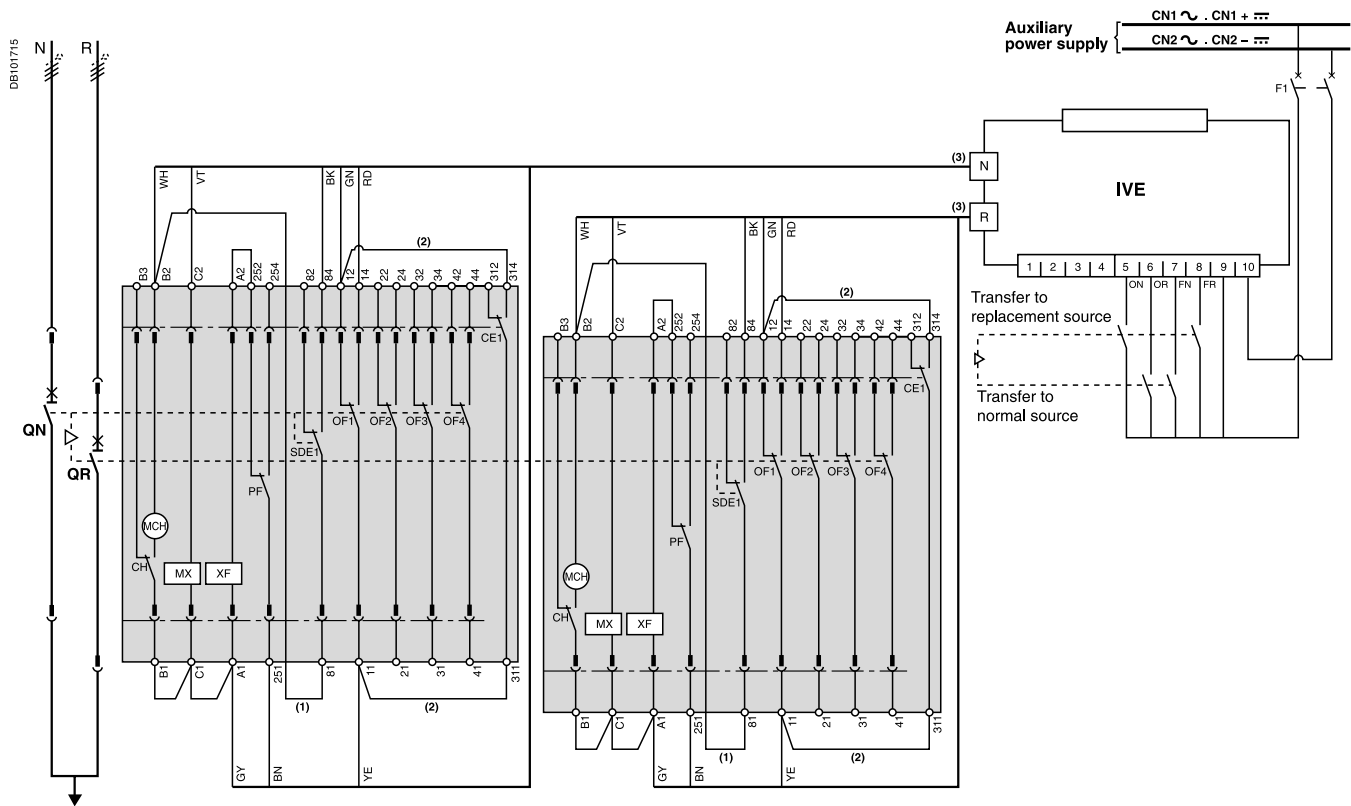 DB101715
N R
CN1 ∿ . CN1 + ⎓
Auxiliary
power supply
CN2 ∿ . CN2 – ⎓
F1
(3) N
(3) R
IVE
1 2 3 4 5 6 7 8 9 10
ON OR FN FR
Transfer to
replacement source
Transfer to
normal source
QN
QR
WH VT BK GN RD
(2)
B3 B2 C2 A2 252 254 82 84 12 14 22 24 32 34 42 44 312 314
CE1
OF1 OF2 OF3 OF4
SDE1
PF
MCH
CH
MX XF
B1 C1 A1 251 81 11 21 31 41 311
(1) (2)
GY BN YE
WH VT BK GN RD
(2)
B3 B2 C2 A2 252 254 82 84 12 14 22 24 32 34 42 44 312 314
CE1
OF1 OF2 OF3 OF4
SDE1
PF
MCH
CH
MX XF
B1 C1 A1 251 81 11 21 31 41 311
(1) (2)
GY BN YE